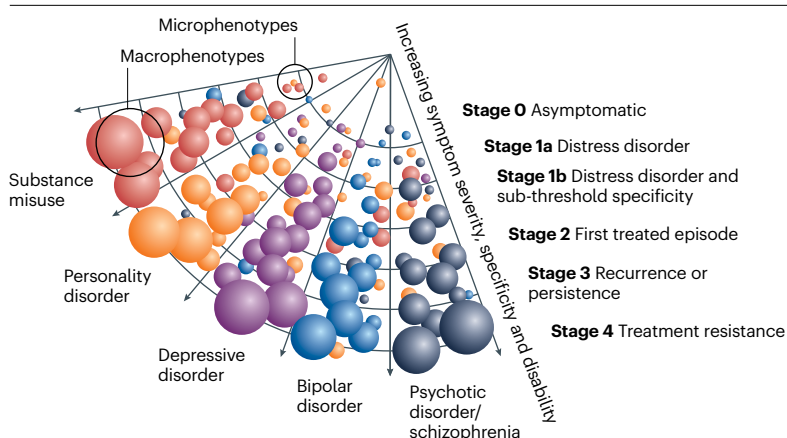 Microphenotypes
Macrophenotypes
Increasing symptom severity, specificity and disability
Stage 0 Asymptomatic
Stage 1a Distress disorder
Stage 1b Distress disorder and
sub-threshold specificity
Stage 2 First treated episode
Stage 3 Recurrence or
persistence
Stage 4 Treatment resistance
Substance
misuse
Personality
disorder
Depressive
disorder
Bipolar
disorder
Psychotic
disorder/
schizophrenia